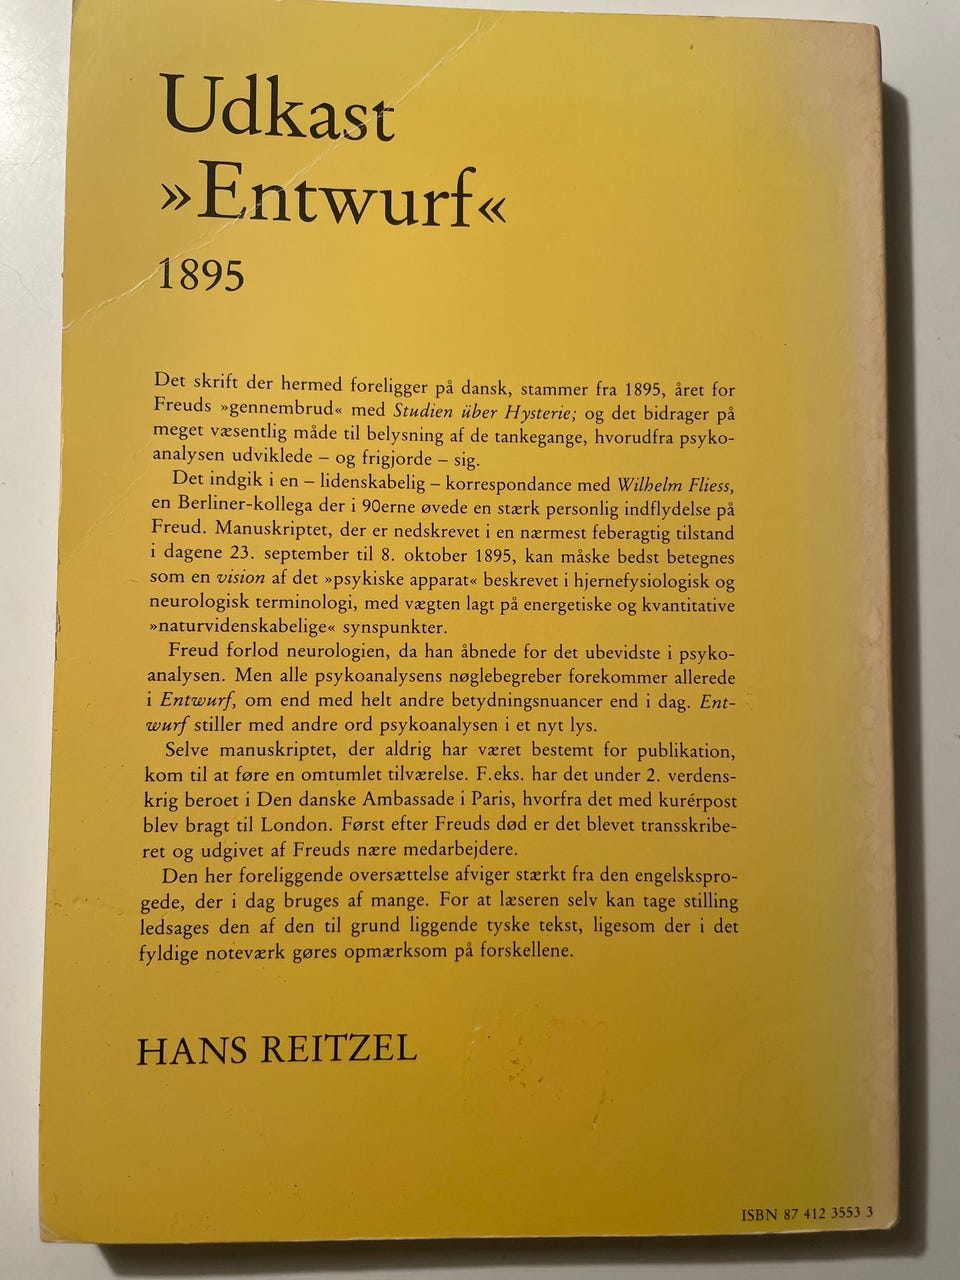 Udkast
»Entwurf«
1895
Det skrift der hermed foreligger på dansk, stammer fra 1895, året for
Freuds »gennembrud« med Studien über Hysterie; og det bidrager på
meget væsentlig måde til belysning af de tankegange, hvorudfra psyko-
analysen udviklede – og frigjorde – sig.
Det indgik i en – lidenskabelig – korrespondance med Wilhelm Fliess,
en Berliner-kollega der i 90erne øvede en stærk personlig indflydelse på
Freud. Manuskriptet, der er nedskrevet i en nærmest feberagtig tilstand
i dagene 23. september til 8. oktober 1895, kan måske bedst betegnes
som en vision af det »psykiske apparat« beskrevet i hjernefysiologisk og
neurologisk terminologi, med vægten lagt på energetiske og kvantitative
»naturvidenskabelige« synspunkter.
Freud forlod neurologien, da han åbnede for det ubevidste i psyko-
analysen. Men alle psykoanalysens nøglebegreber forekommer allerede
i Entwurf, om end med helt andre betydningsnuancer end i dag. Ent-
wurf stiller med andre ord psykoanalysen i et nyt lys.
Selve manuskriptet, der aldrig har været bestemt for publikation,
kom til at føre en omtumlet tilværelse. F.eks. har det under 2. verdens-
krig beroet i Den danske Ambassade i Paris, hvorfra det med kurérpost
blev bragt til London. Først efter Freuds død er det blevet transskribe-
ret og udgivet af Freuds nære medarbejdere.
Den her foreliggende oversættelse afviger stærkt fra den engelskspro-
gede, der i dag bruges af mange. For at læseren selv kan tage stilling
ledsages den af den til grund liggende tyske tekst, ligesom der i det
fyldige noteværk gøres opmærksom på forskellene.
HANS REITZEL
ISBN 87 412 3553 3